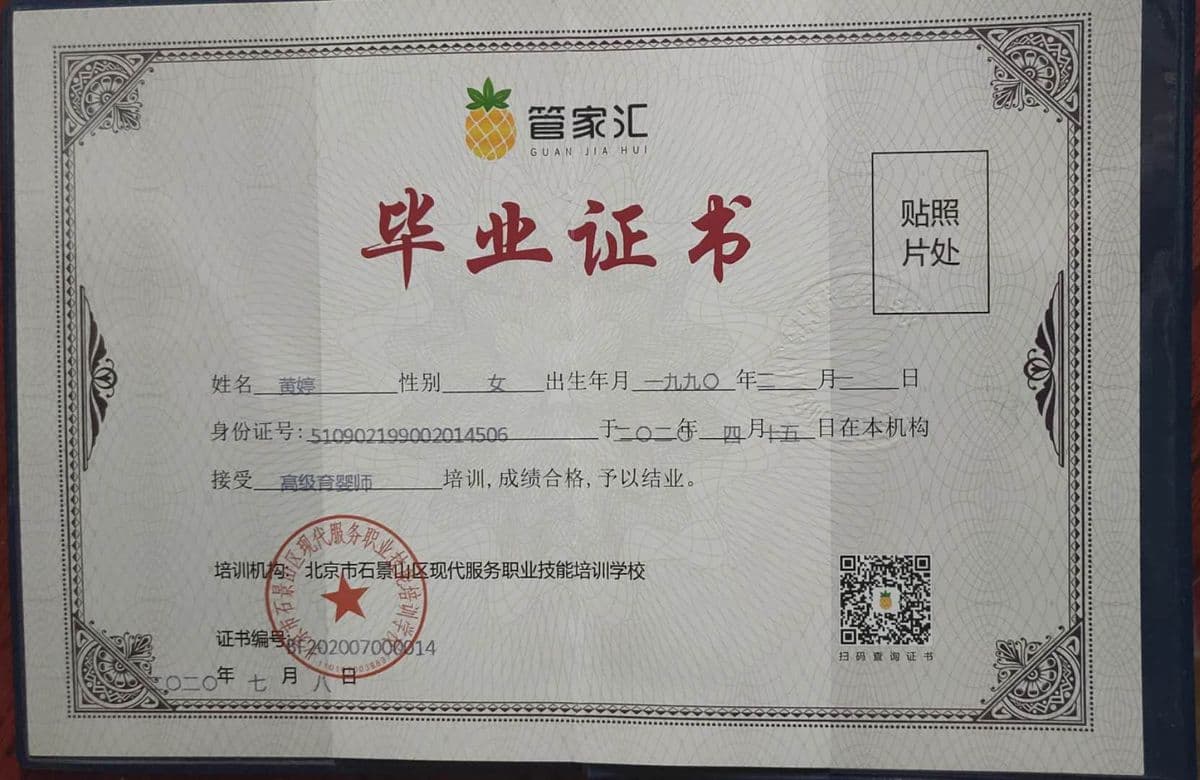 管家汇
GUAN JIA HUI
毕业证书
贴照
片处
姓名 黄婷 性别 女 出生年月 一九九〇 年 二 月 一 日
身份证号: 510902199002014506 于 二〇二〇 年 四 月 十五 日在本机构
接受 高级育婴师 培训,成绩合格,予以结业。
培训机构: 北京市石景山区现代服务职业技能培训学校
证书编号: BF202007000014
二〇二〇 年 七 月 八 日
扫码查询证书